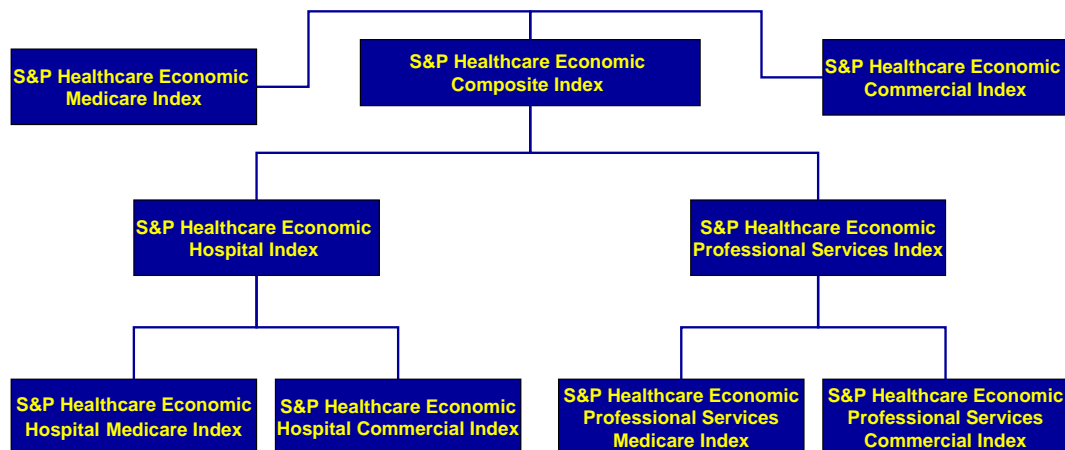 S&P Healthcare Economic
Medicare Index
S&P Healthcare Economic
Composite Index
S&P Healthcare Economic
Commercial Index
S&P Healthcare Economic
Hospital Index
S&P Healthcare Economic
Professional Services Index
S&P Healthcare Economic
Hospital Medicare Index
S&P Healthcare Economic
Hospital Commercial Index
S&P Healthcare Economic
Professional Services
Medicare Index
S&P Healthcare Economic
Professional Services
Commercial Index